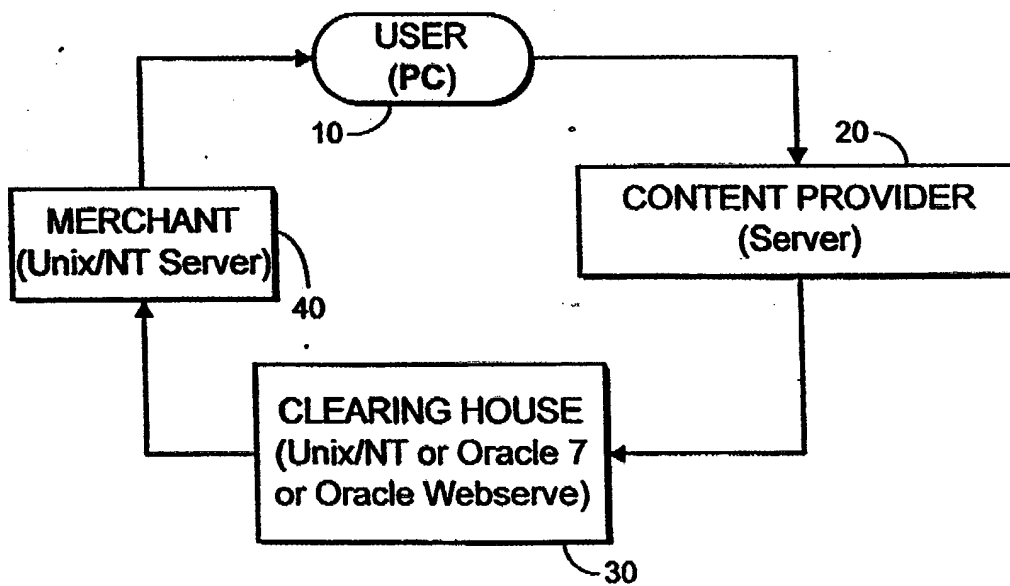 USER
(PC)
10
20
CONTENT PROVIDER
(Server)
MERCHANT
(Unix/NT Server)
40
CLEARING HOUSE
(Unix/NT or Oracle 7
or Oracle Webserve)
30